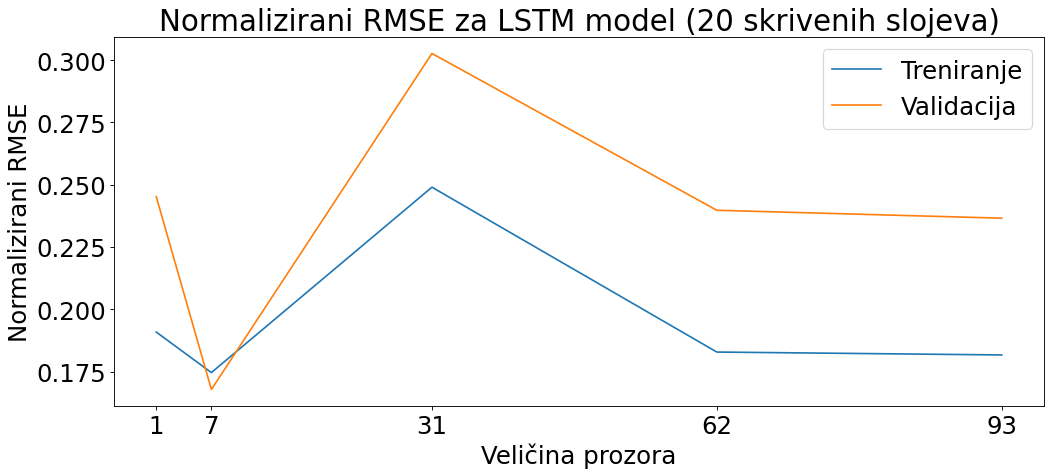 Normalizirani RMSE za LSTM model (20 skrivenih slojeva)
Normalizirani RMSE
0.300
0.275
0.250
0.225
0.200
0.175
Treniranje
Validacija
1 7 31 62 93
Veličina prozora